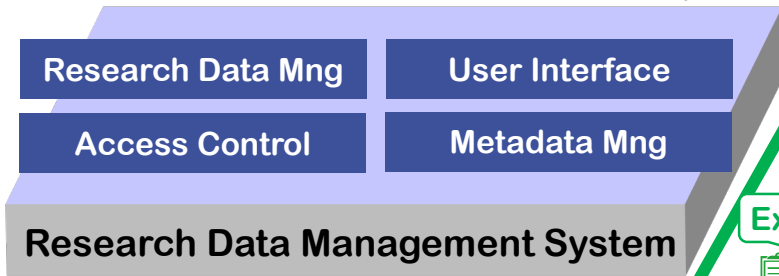 Research Data Mng
User Interface
Access Control
Metadata Mng
Research Data Management System